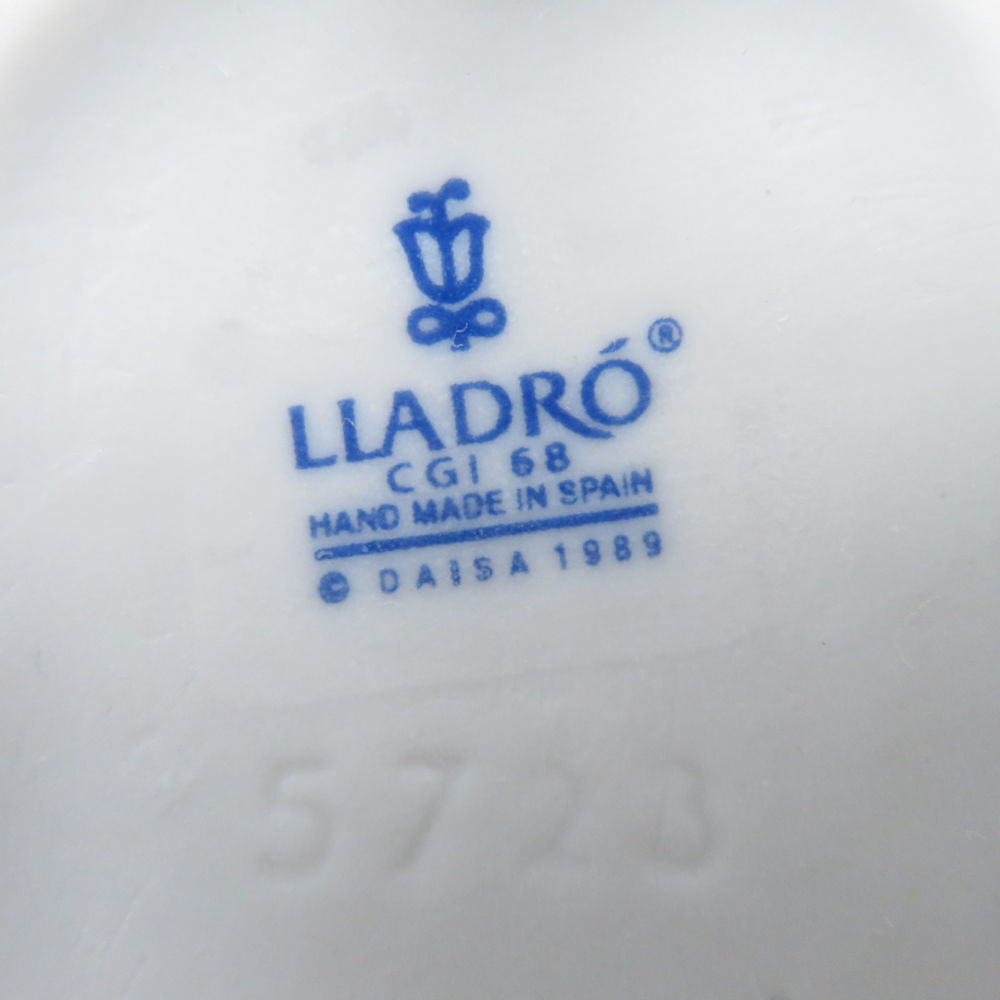 LLADRÓ®
CGI 68
HAND MADE IN SPAIN
© DAISA 1989